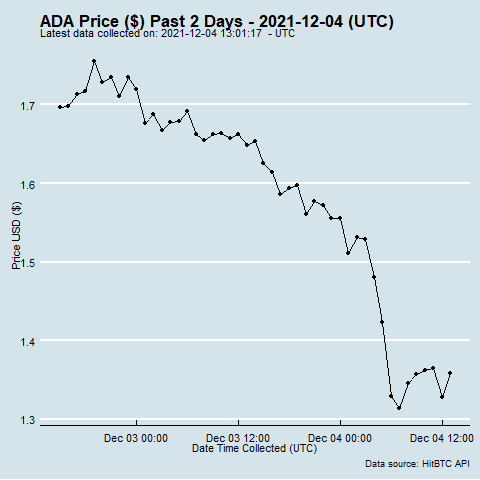 ADA Price ($) Past 2 Days - 2021-12-04 (UTC)
Latest data collected on: 2021-12-04 13:01:17  - UTC
1.7
1.6
1.5
1.4
1.3
Price USD ($)
Dec 03 00:00 Dec 03 12:00 Dec 04 00:00 Dec 04 12:00
Date Time Collected (UTC)
Data source: HitBTC API